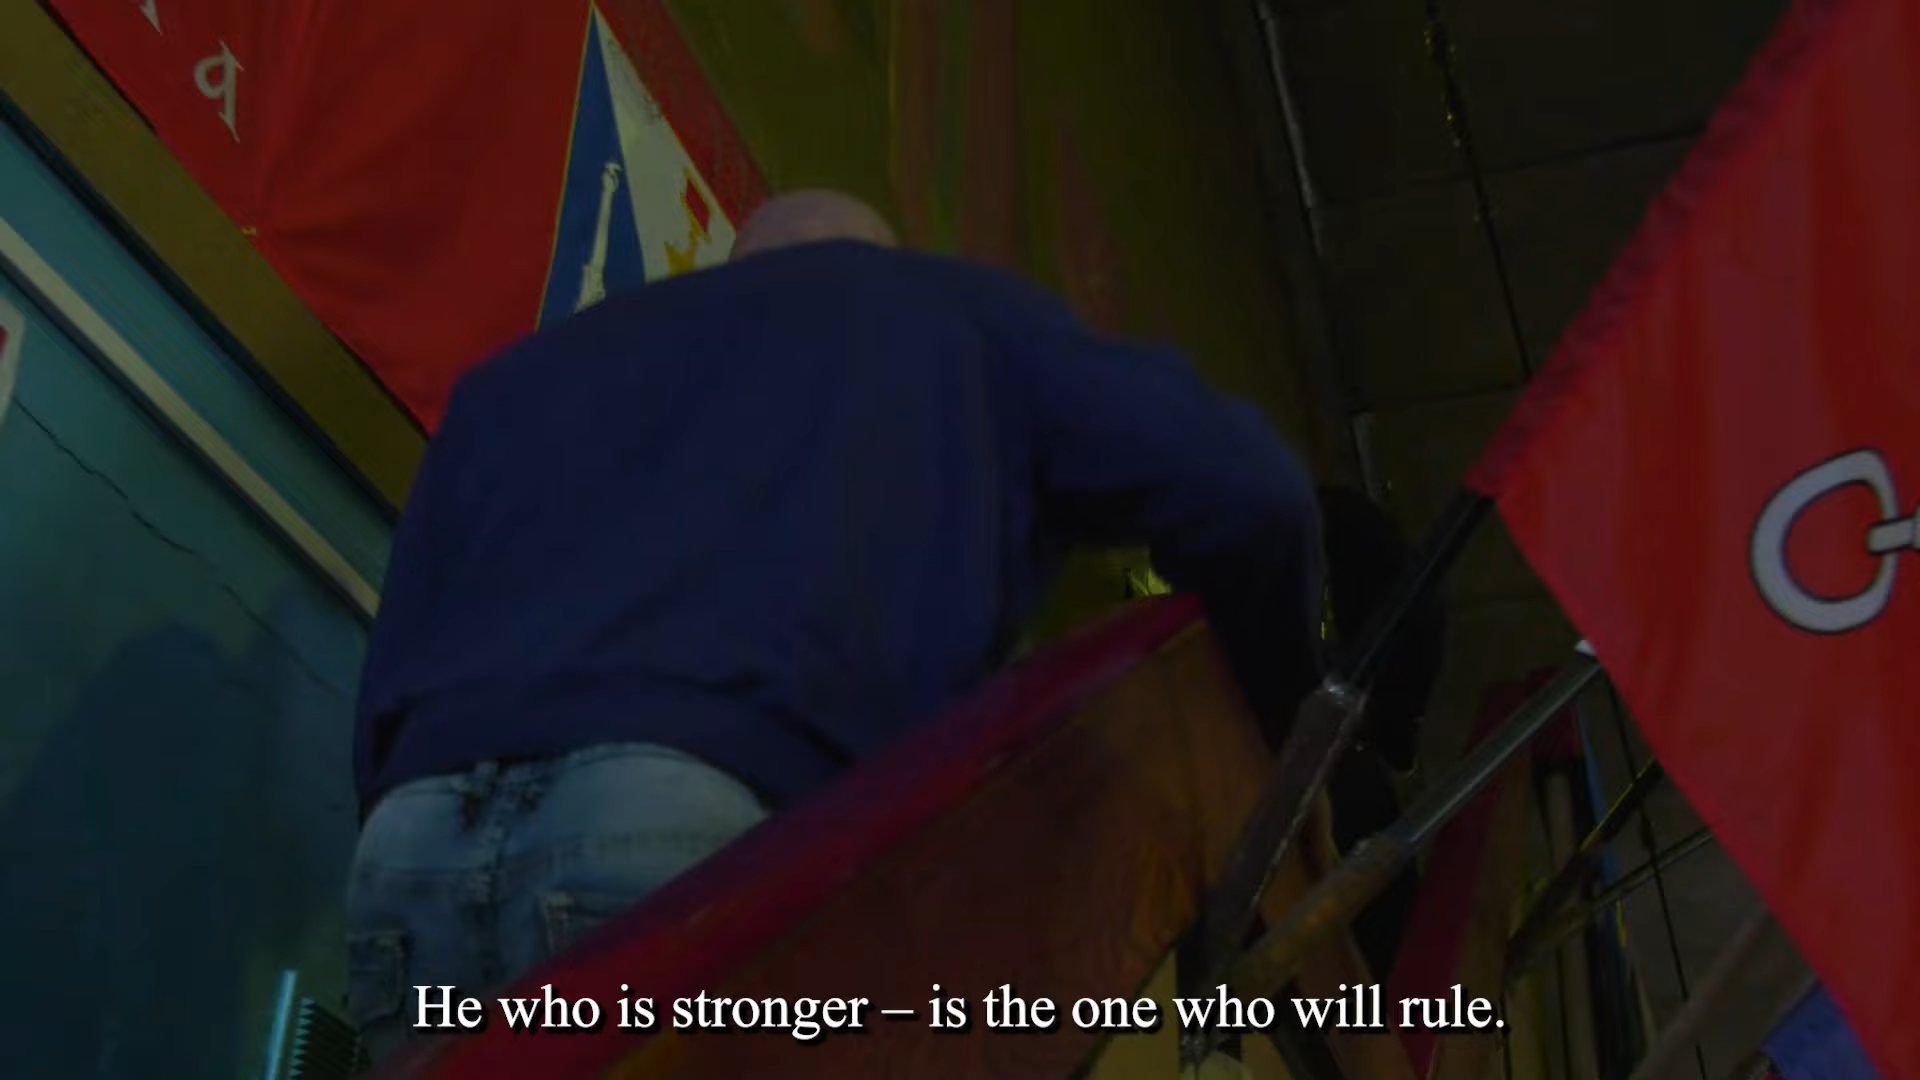 q
He who is stronger – is the one who will rule.